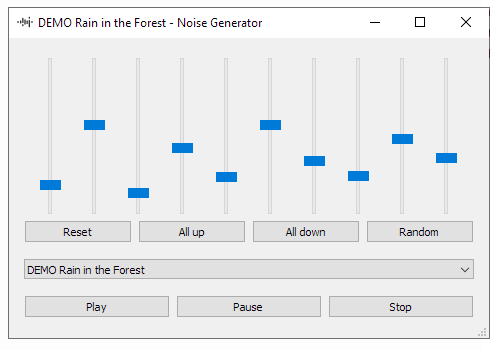 DEMO Rain in the Forest - Noise Generator
Reset All up All down Random
DEMO Rain in the Forest
Play Pause Stop